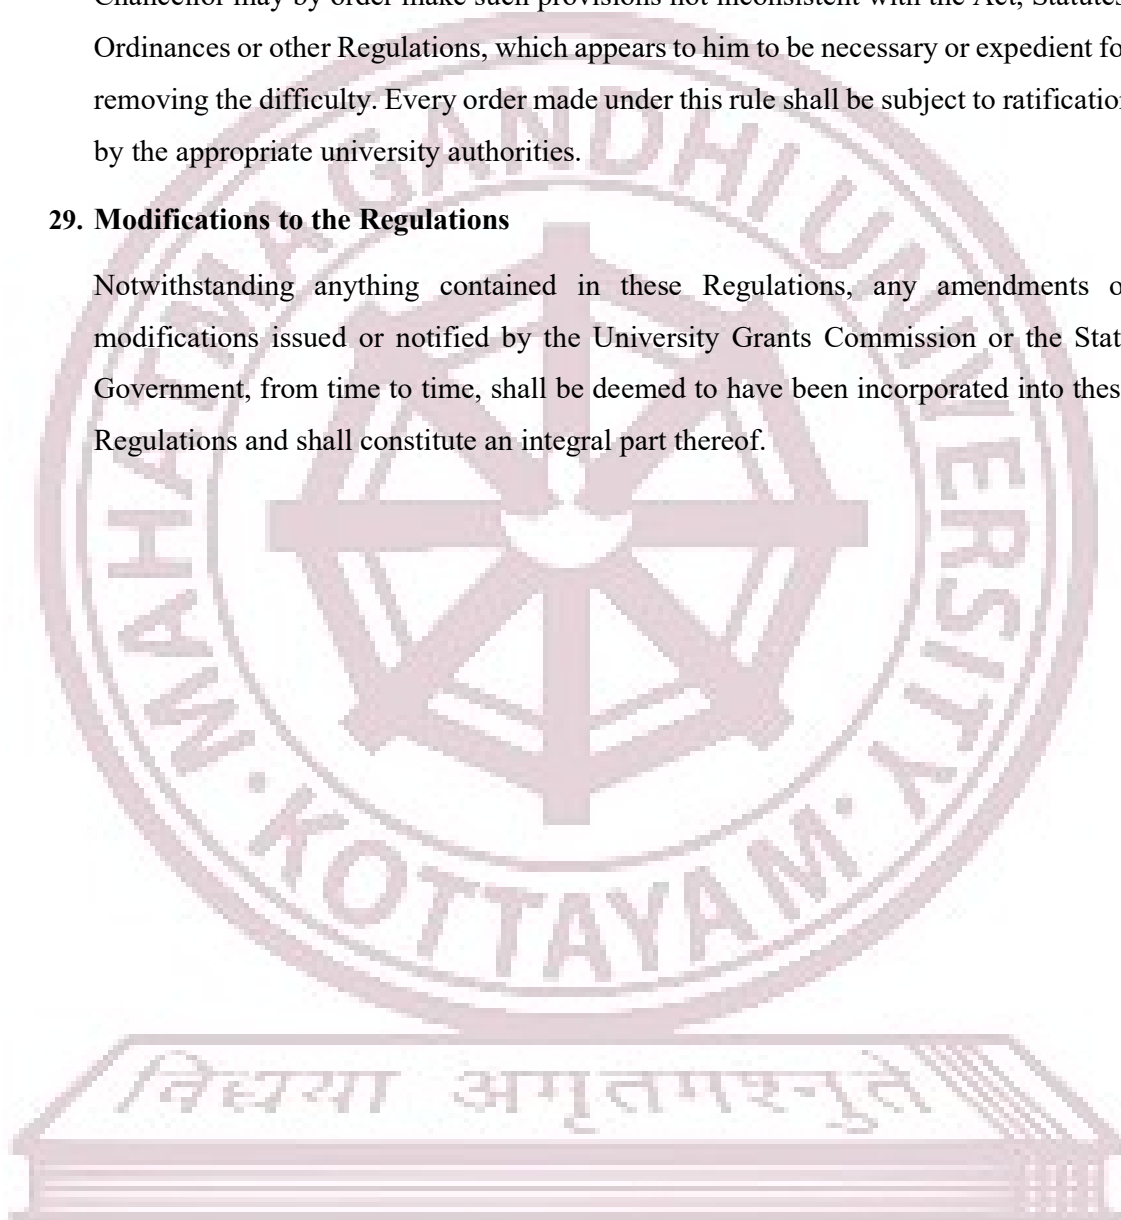 Chancellor may by order make such provisions not inconsistent with the Act, Statutes
Ordinances or other Regulations, which appears to him to be necessary or expedient fo
removing the difficulty. Every order made under this rule shall be subject to ratification
by the appropriate university authorities.
29. Modifications to the Regulations
Notwithstanding anything contained in these Regulations, any amendments o
modifications issued or notified by the University Grants Commission or the Stat
Government, from time to time, shall be deemed to have been incorporated into thes
Regulations and shall constitute an integral part thereof.
MAHATMA GANDHI UNIVERSITY
· KOTTAYAM ·
विद्यया अमृतमश्नुते